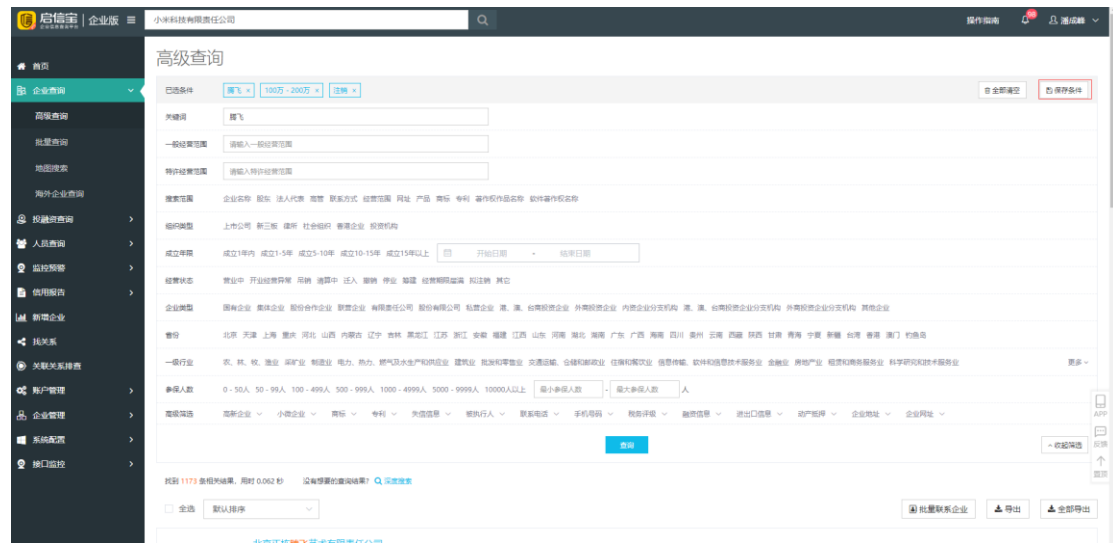 启信宝 企业版 小米科技有限责任公司 操作指南 98
高级查询
首页
企业查询
高级查询
批量查询
地图搜索
海外企业查询
投融资查询
人员查询
监控预警
信用报告
新增企业
找关系
关联关系排查
账户管理
企业管理
系统配置
接口监控
已选条件 腾飞 × 100万 - 200万 × 注销 × 全部清空 保存条件
关键词 腾飞
一般经营范围 请输入一般经营范围
特许经营范围 请输入特许经营范围
搜索范围 企业名称 股东 法人代表 高管 联系方式 经营范围 网址 产品 商标 专利 著作权作品名称 软件著作权名称
组织类型 上市公司 新三板 律所 社会组织 香港企业 投资机构
成立年限 成立1年内 成立1-5年 成立5-10年 成立10-15年 成立15年以上 开始日期 - 结束日期
经营状态 营业中 开业经营异常 吊销 清算中 迁入 撤销 停业 筹建 经营期限届满 拟注销 其它
企业类型 国有企业 集体企业 股份合作企业 联营企业 有限责任公司 股份有限公司 私营企业 港、澳、台商投资企业 外商投资企业 内资企业分支机构 港、澳、台商投资企业分支机构 外商投资企业分支机构 其他企业
省份 北京 天津 上海 重庆 河北 山西 内蒙古 辽宁 吉林 黑龙江 江苏 浙江 安徽 福建 江西 山东 河南 湖北 湖南 广东 广西 海南 四川 贵州 云南 西藏 陕西 甘肃 青海 宁夏 新疆 台湾 香港 澳门 钓鱼岛
一级行业 农、林、牧、渔业 采矿业 制造业 电力、热力、燃气及水生产和供应业 建筑业 批发和零售业 交通运输、仓储和邮政业 住宿和餐饮业 信息传输、软件和信息技术服务业 金融业 房地产业 租赁和商务服务业 科学研究和技术服务业 更多
参保人数 0 - 50人 50 - 99人 100 - 499人 500 - 999人 1000 - 4999人 5000 - 9999人 10000人以上 最小参保人数 - 最大参保人数 人
高级筛选 高新企业 小微企业 商标 专利 失信信息 被执行人 联系电话 手机号码 税务评级 融资信息 进出口信息 动产抵押 企业地址 企业网址
查询 收起筛选
APP
反馈
置顶
找到 1173 条相关结果，用时 0.062 秒 没有想要的查询结果？ 深度搜索
全选 默认排序 批量联系企业 导出 全部导出